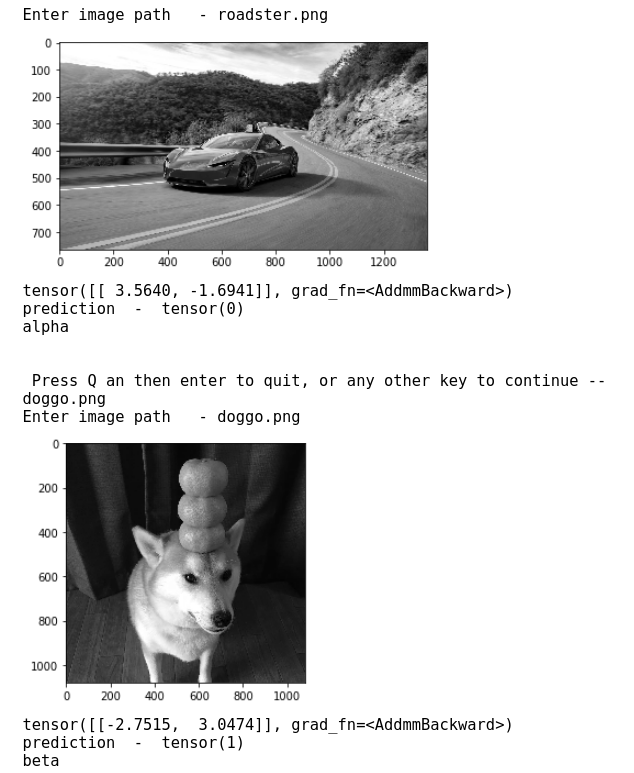 Enter image path   - roadster.png
0
100
200
300
400
500
600
700
0 200 400 600 800 1000 1200
tensor([[ 3.5640, -1.6941]], grad_fn=<AddmmBackward>)
prediction  -  tensor(0)
alpha
Press Q an then enter to quit, or any other key to continue --
doggo.png
Enter image path   - doggo.png
0
200
400
600
800
1000
0 200 400 600 800 1000
tensor([[-2.7515,  3.0474]], grad_fn=<AddmmBackward>)
prediction  -  tensor(1)
beta